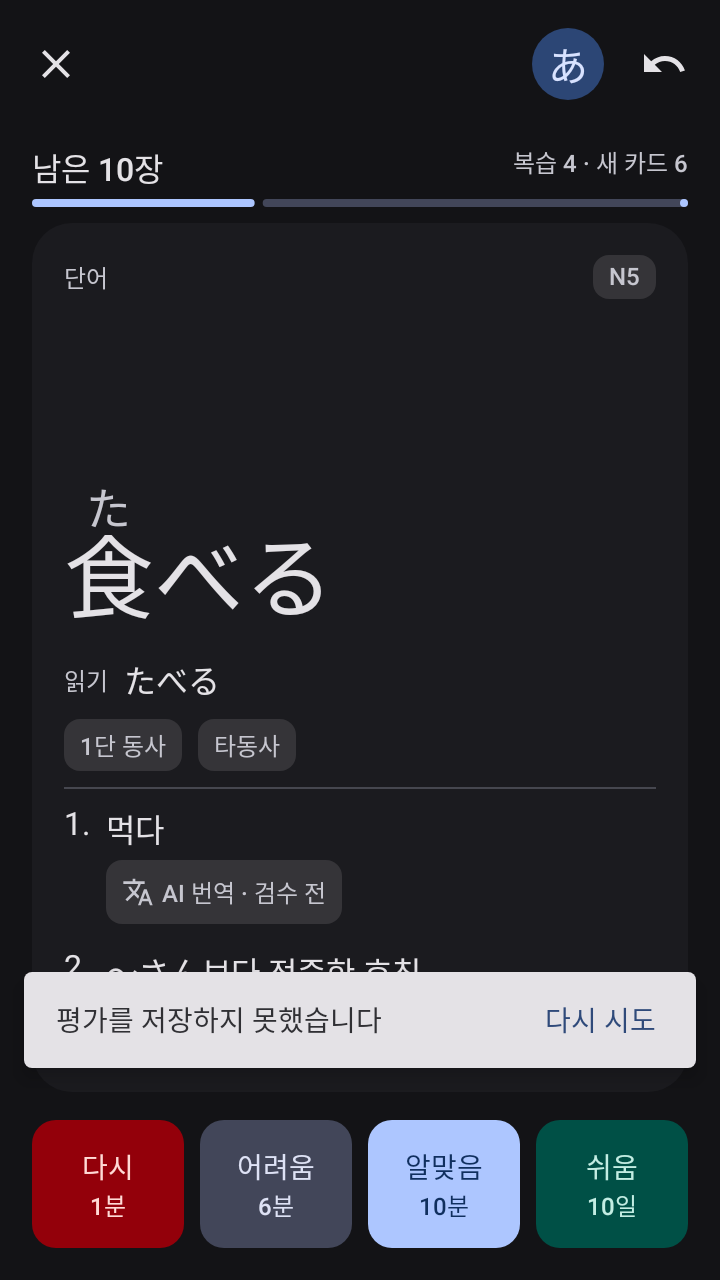 あ
남은 10장
복습 4 · 새 카드 6
단어
N5
た
食べる
읽기 たべる
1단 동사
타동사
1. 먹다
AI 번역 · 검수 전
2.
평가를 저장하지 못했습니다
다시 시도
다시
1분
어려움
6분
알맞음
10분
쉬움
10일